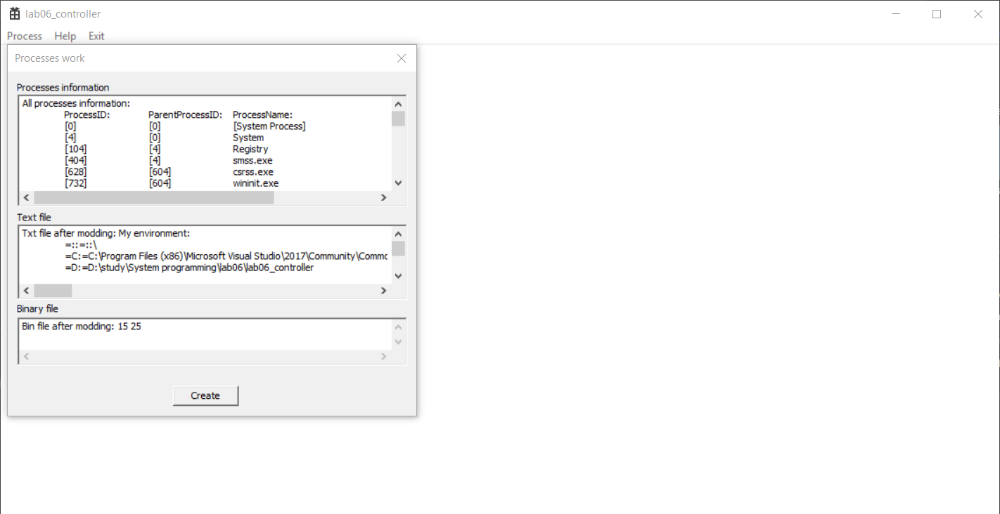 lab06_controller
Process Help Exit
Processes work
Processes information
All processes information:
ProcessID: ParentProcessID: ProcessName:
[0] [0] [System Process]
[4] [0] System
[104] [4] Registry
[404] [4] smss.exe
[628] [604] csrss.exe
[732] [604] wininit.exe
Text file
Txt file after modding: My environment:
=::=::\
=C:=C:\Program Files (x86)\Microsoft Visual Studio\2017\Community\Commo
=D:=D:\study\System programming\lab06\lab06_controller
Binary file
Bin file after modding: 15 25
Create